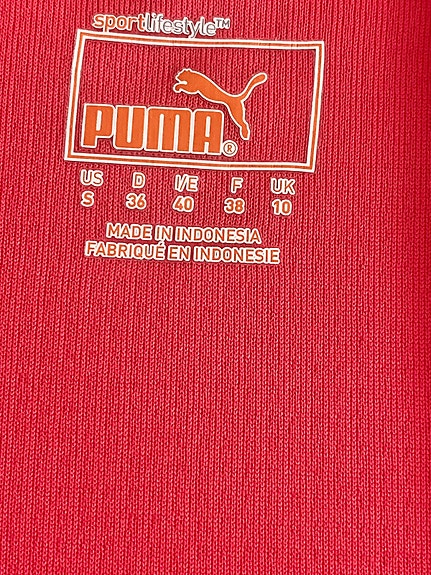 sportlifestyle™
PUMA®
US D I/E F UK
S 36 40 38 10
MADE IN INDONESIA
FABRIQUÉ EN INDONESIE